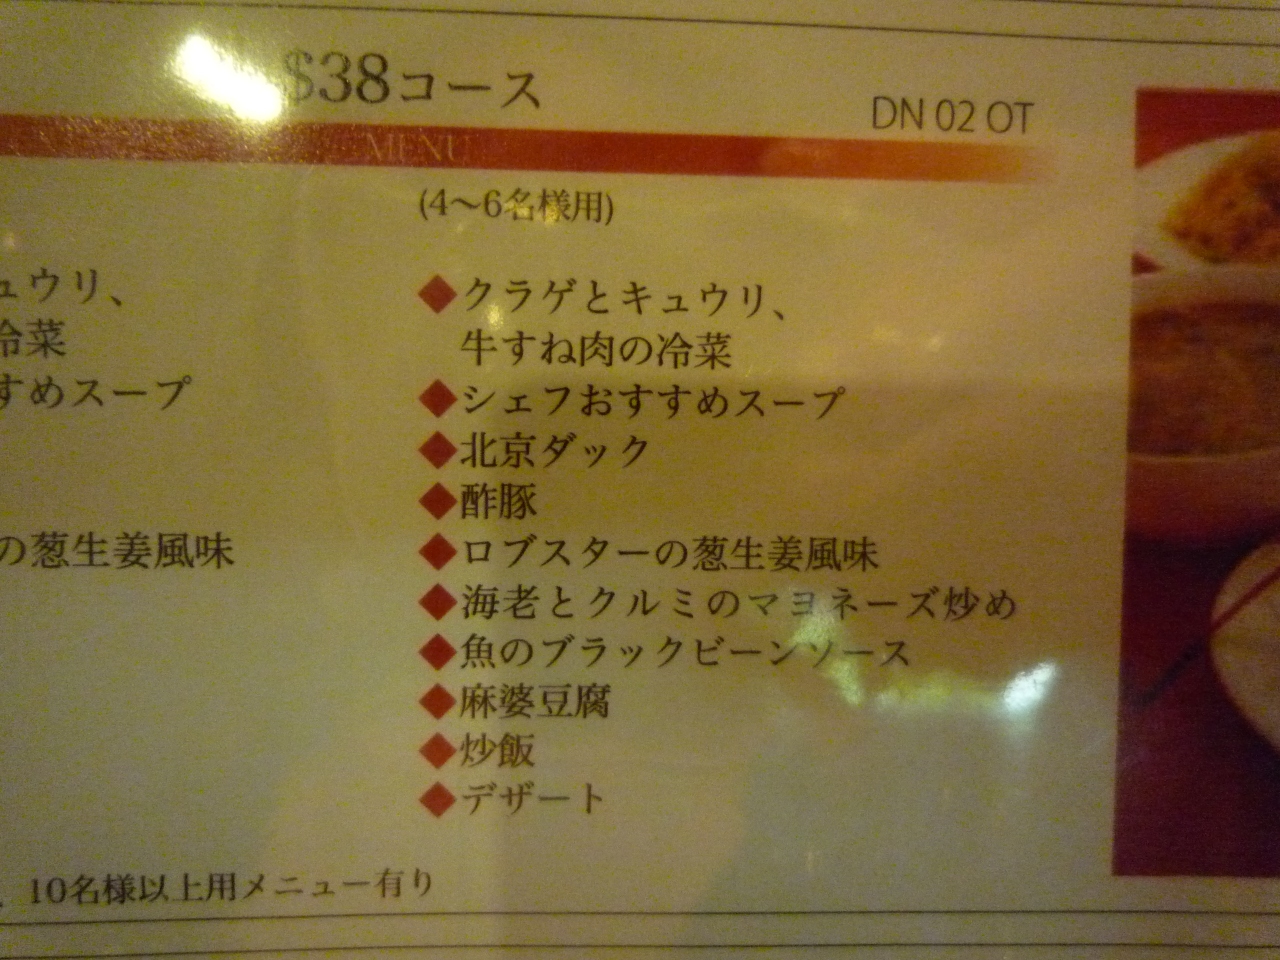 $38コース
DN 02 OT
MENU
(4〜6名様用)
ュウリ、
冷菜
すめスープ
の葱生姜風味
◆クラゲとキュウリ、
牛すね肉の冷菜
◆シェフおすすめスープ
◆北京ダック
◆酢豚
◆ロブスターの葱生姜風味
◆海老とクルミのマヨネーズ炒め
◆魚のブラックビーンソース
◆麻婆豆腐
◆炒飯
◆デザート
、10名様以上用メニュー有り